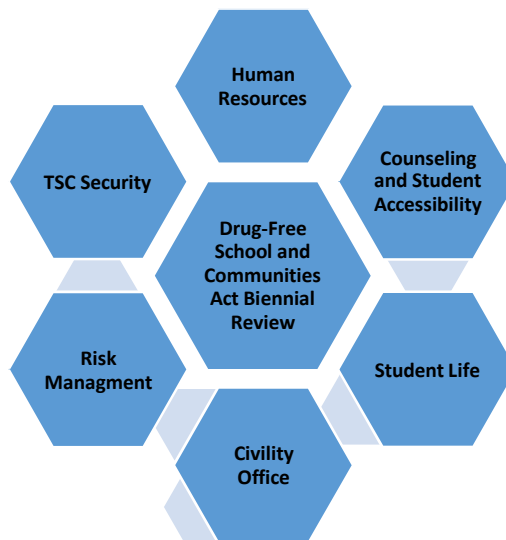 Human
Resources
TSC Security
Counseling
and Student
Accessibility
Drug-Free
School and
Communities
Act Biennial
Review
Risk
Managment
Student Life
Civility
Office